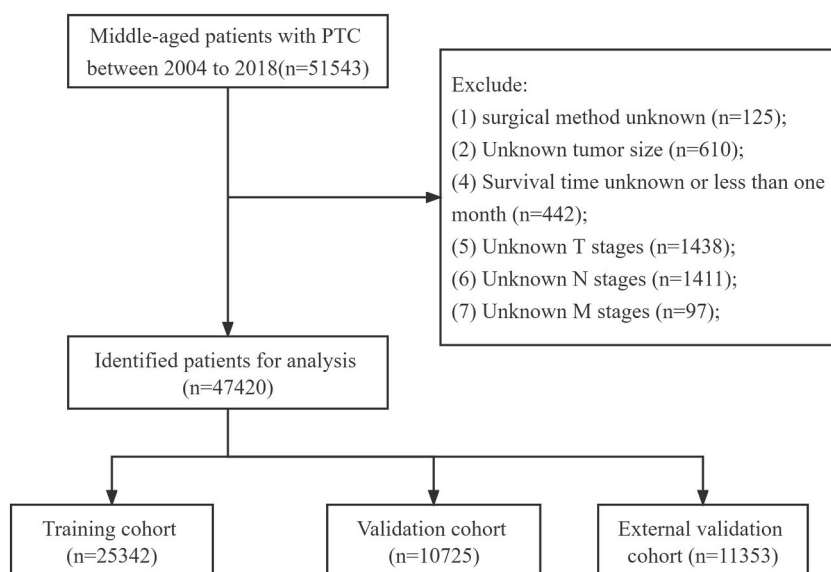 Middle-aged patients with PTC
between 2004 to 2018(n=51543)
Exclude:
(1) surgical method unknown (n=125);
(2) Unknown tumor size (n=610);
(4) Survival time unknown or less than one
month (n=442);
(5) Unknown T stages (n=1438);
(6) Unknown N stages (n=1411);
(7) Unknown M stages (n=97);
Identified patients for analysis
(n=47420)
Training cohort
(n=25342)
Validation cohort
(n=10725)
External validation
cohort (n=11353)